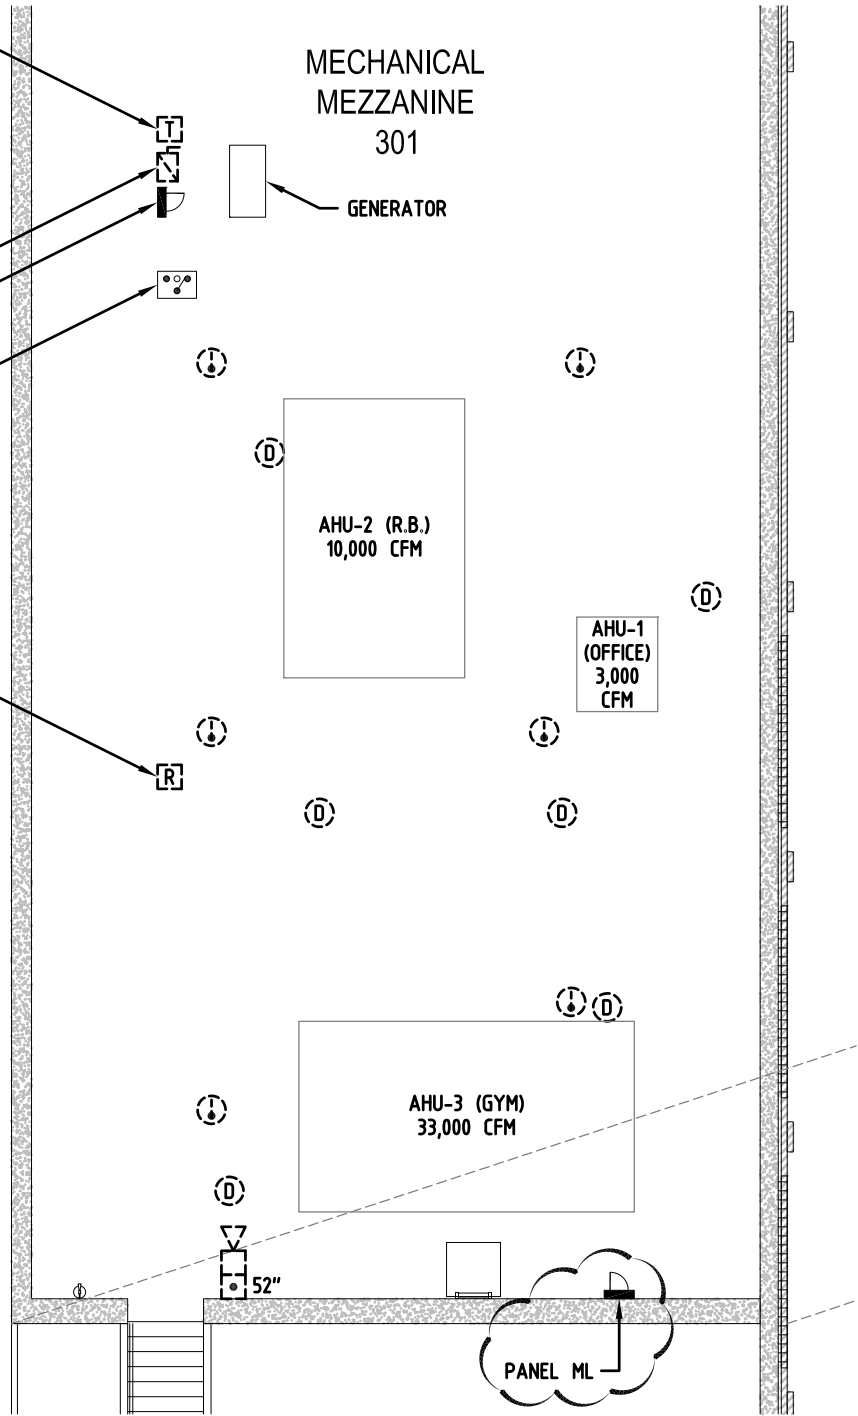 MECHANICAL
MEZZANINE
301
T
GENERATOR
D
AHU-2 (R.B.)
10,000 CFM
D
AHU-1
(OFFICE)
3,000
CFM
R
D
D
D
AHU-3 (GYM)
33,000 CFM
D
52"
PANEL ML